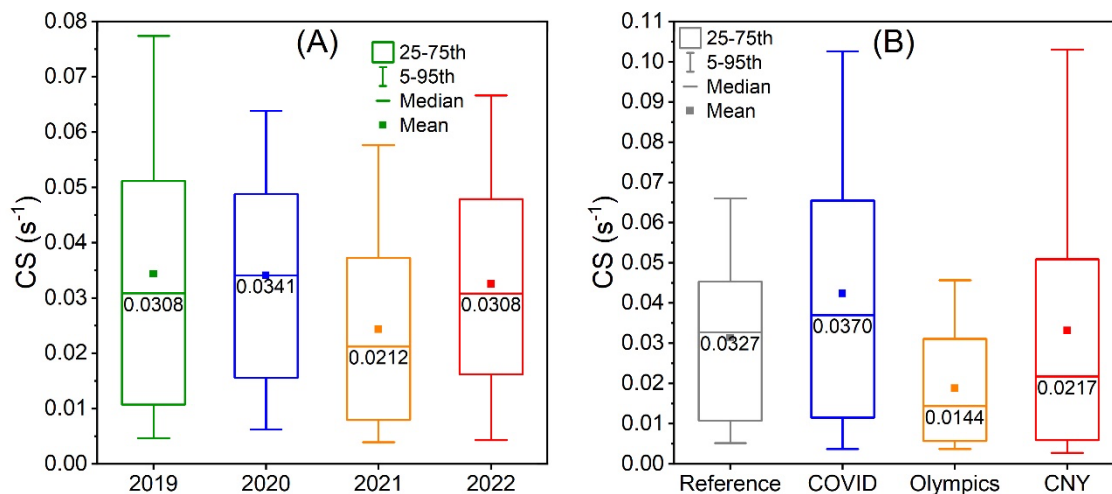 (A)
CS (s⁻¹)
0.08
0.07
0.06
0.05
0.04
0.03
0.02
0.01
0.00
25-75th
5-95th
Median
Mean
0.0308
0.0341
0.0212
0.0308
2019
2020
2021
2022
(B)
CS (s⁻¹)
0.11
0.10
0.09
0.08
0.07
0.06
0.05
0.04
0.03
0.02
0.01
0.00
25-75th
5-95th
Median
Mean
0.0327
0.0370
0.0144
0.0217
Reference
COVID
Olympics
CNY